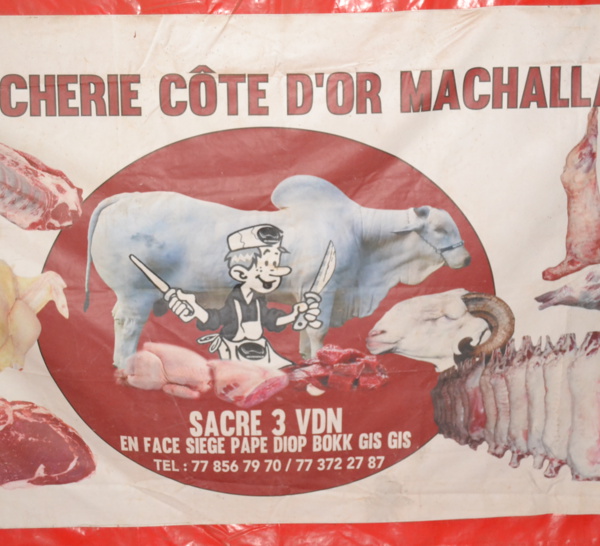 CHERIE CÔTE D'OR MACHALLA
SACRE 3 VDN
EN FACE SIEGE PAPE DIOP BOKK GIS GIS
TEL : 77 856 79 70 / 77 372 27 87